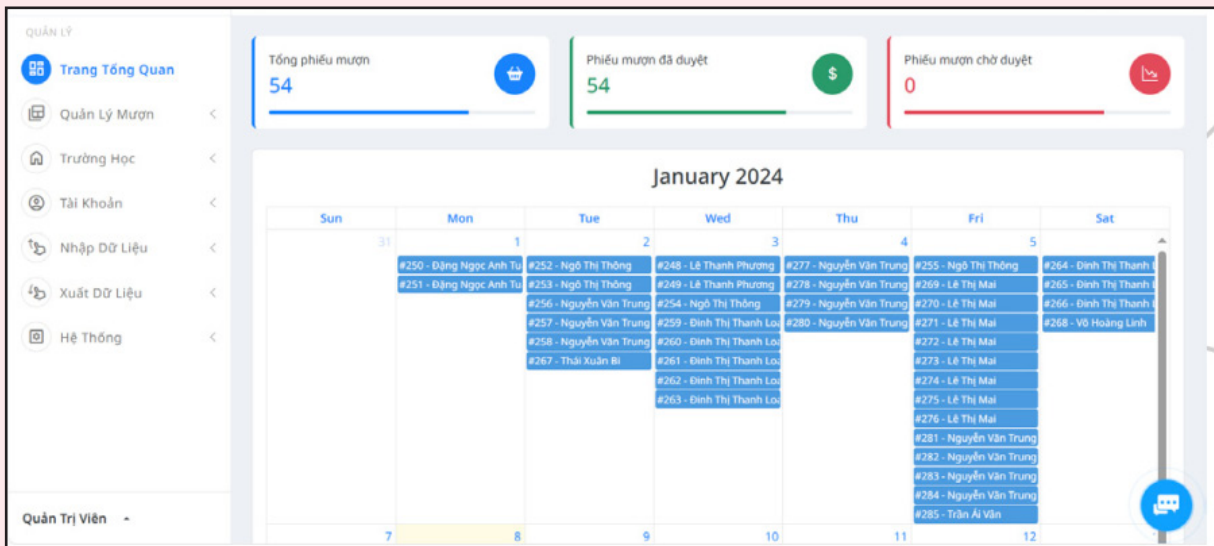 QUẢN LÝ
Trang Tổng Quan
Quản Lý Mượn
Trường Học
Tài Khoản
Nhập Dữ Liệu
Xuất Dữ Liệu
Hệ Thống
Quản Trị Viên
Tổng phiếu mượn
54
Phiếu mượn đã duyệt
54
Phiếu mượn chờ duyệt
0
January 2024
Sun Mon Tue Wed Thu Fri Sat
31 1 2 3 4 5
#250 - Đặng Ngọc Anh Tu #252 - Ngô Thị Thông #248 - Lê Thanh Phương #277 - Nguyễn Văn Trung #255 - Ngô Thị Thông #264 - Đinh Thị Thanh L
#251 - Đặng Ngọc Anh Tu #253 - Ngô Thị Thông #249 - Lê Thanh Phương #278 - Nguyễn Văn Trung #269 - Lê Thị Mai #265 - Đinh Thị Thanh L
#256 - Nguyễn Văn Trung #254 - Ngô Thị Thông #279 - Nguyễn Văn Trung #270 - Lê Thị Mai #266 - Đinh Thị Thanh L
#257 - Nguyễn Văn Trung #259 - Đinh Thị Thanh Loa #280 - Nguyễn Văn Trung #271 - Lê Thị Mai #268 - Võ Hoàng Linh
#258 - Nguyễn Văn Trung #260 - Đinh Thị Thanh Loa #272 - Lê Thị Mai
#267 - Thái Xuân Bi #261 - Đinh Thị Thanh Loa #273 - Lê Thị Mai
#262 - Đinh Thị Thanh Loa #274 - Lê Thị Mai
#263 - Đinh Thị Thanh Loa #275 - Lê Thị Mai
#276 - Lê Thị Mai
#281 - Nguyễn Văn Trung
#282 - Nguyễn Văn Trung
#283 - Nguyễn Văn Trung
#284 - Nguyễn Văn Trung
#285 - Trần Ái Vân
7 8 9 10 11 12